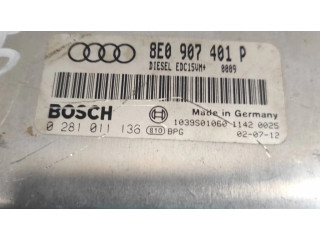 8E0 907 401 P
DIESEL EDC15VM+ 0009
BOSCH
Made in Germany
0 281 011 136
e10 BPG
1039S01060 1142 0025
02-07-12